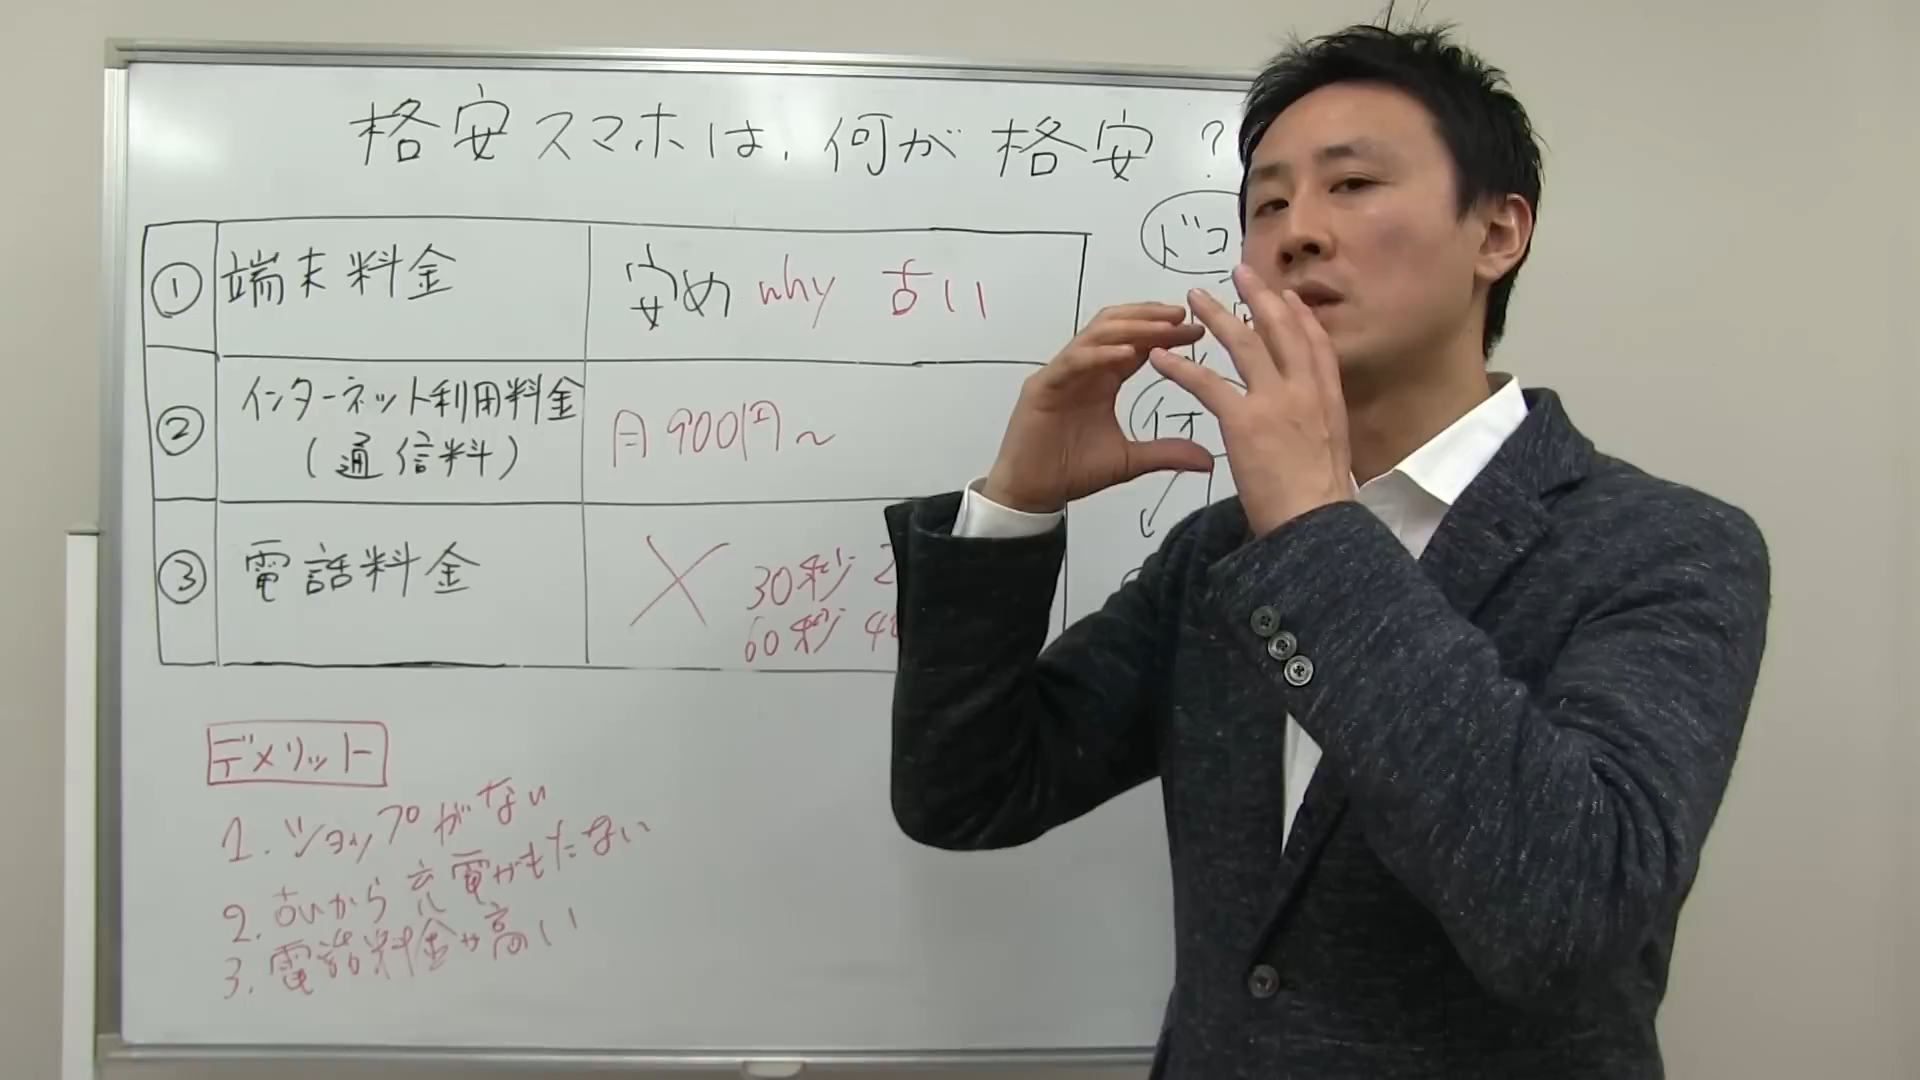 格安スマホは、何が格安?
① 端末料金 安め why 古い
② インターネット利用料金
(通信料)
月900円～
③ 電話料金 × 30秒 2
60秒 4
ドコ
デメリット
1. ショップがない
2. 古いから充電がもたない
3. 電話料金が高い